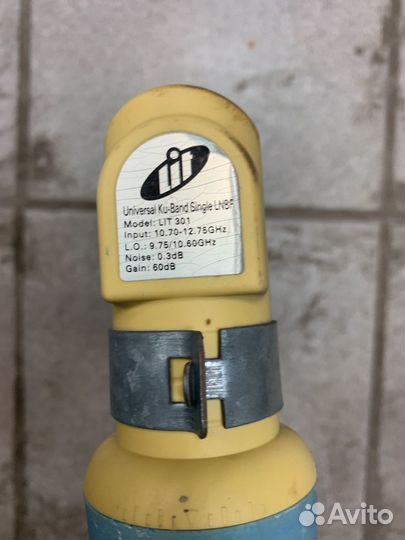 LIT
Universal Ku-Band Single LNBF
Model: LIT 301
Input: 10.70-12.75GHz
L.O.: 9.75/10.60GHz
Noise: 0.3dB
Gain: 60dB
Avito